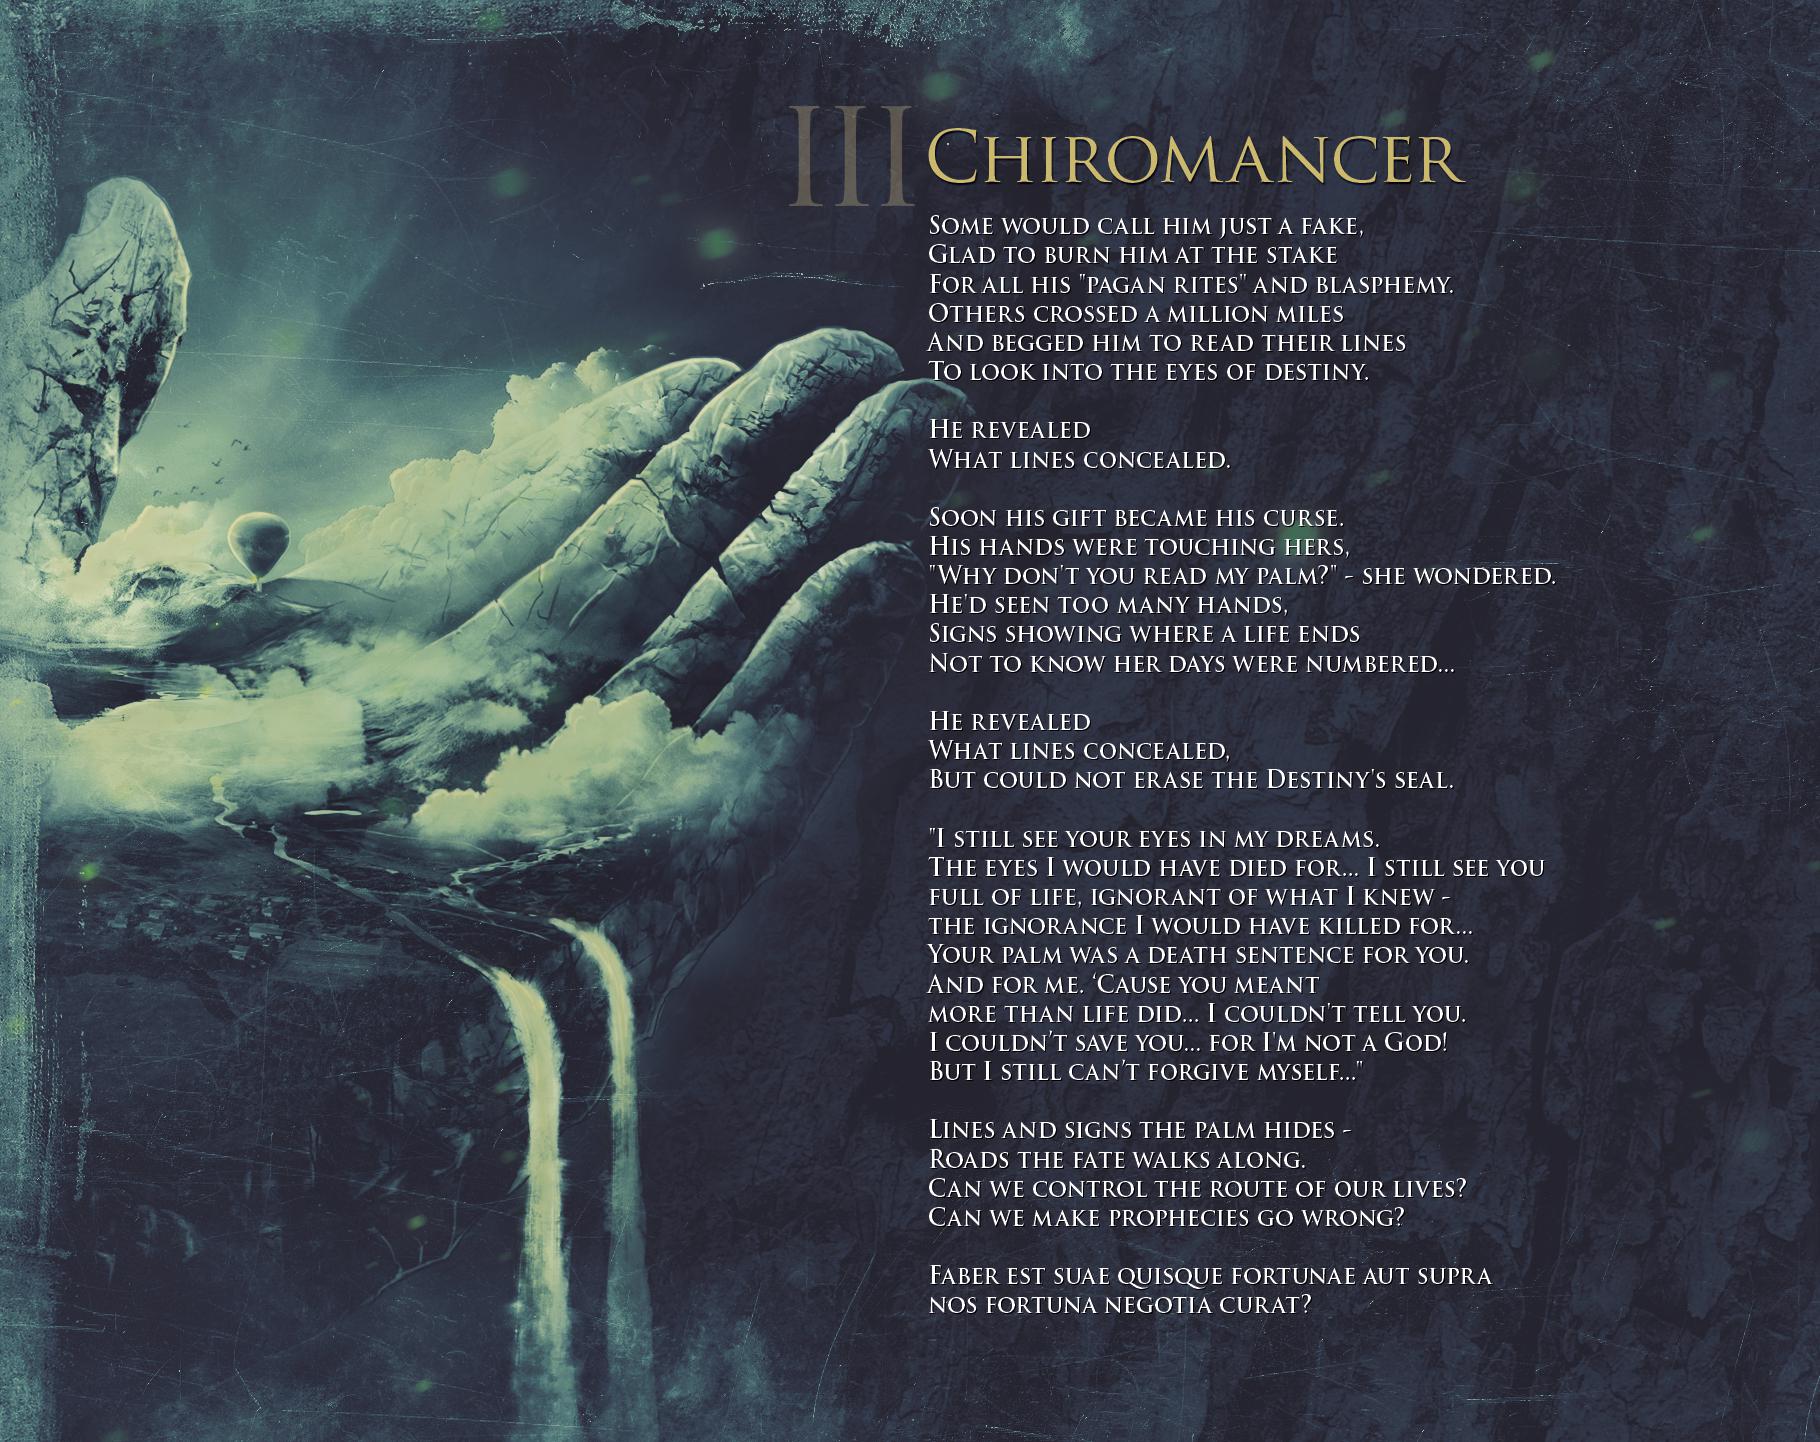 III
Chiromancer
Some would call him just a fake,
Glad to burn him at the stake
For all his "pagan rites" and blasphemy.
Others crossed a million miles
And begged him to read their lines
To look into the eyes of destiny.
He revealed
What lines concealed.
Soon his gift became his curse.
His hands were touching hers,
"Why don't you read my palm?" - she wondered.
He'd seen too many hands,
Signs showing where a life ends
Not to know her days were numbered...
He revealed
What lines concealed,
But could not erase the Destiny's seal.
"I still see your eyes in my dreams.
The eyes I would have died for... I still see you
full of life, ignorant of what I knew -
the ignorance I would have killed for...
Your palm was a death sentence for you.
And for me. ‘Cause you meant
more than life did... I couldn't tell you.
I couldn't save you... for I'm not a God!
But I still can't forgive myself..."
Lines and signs the palm hides -
Roads the fate walks along.
Can we control the route of our lives?
Can we make prophecies go wrong?
Faber est suae quisque fortunae aut supra
nos fortuna negotia curat?